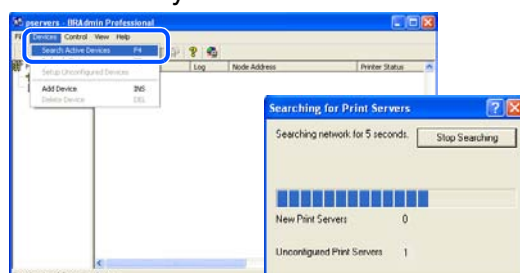 pservers - BRAdmin Professional
Devices Control View Help
Search Active Devices F4
Log Node Address Printer Status
Setup Unconfigured Devices
Add Device INS
Delete Device DEL
Searching for Print Servers
Searching network for 5 seconds.
Stop Searching
New Print Servers 0
Unconfigured Print Servers 1